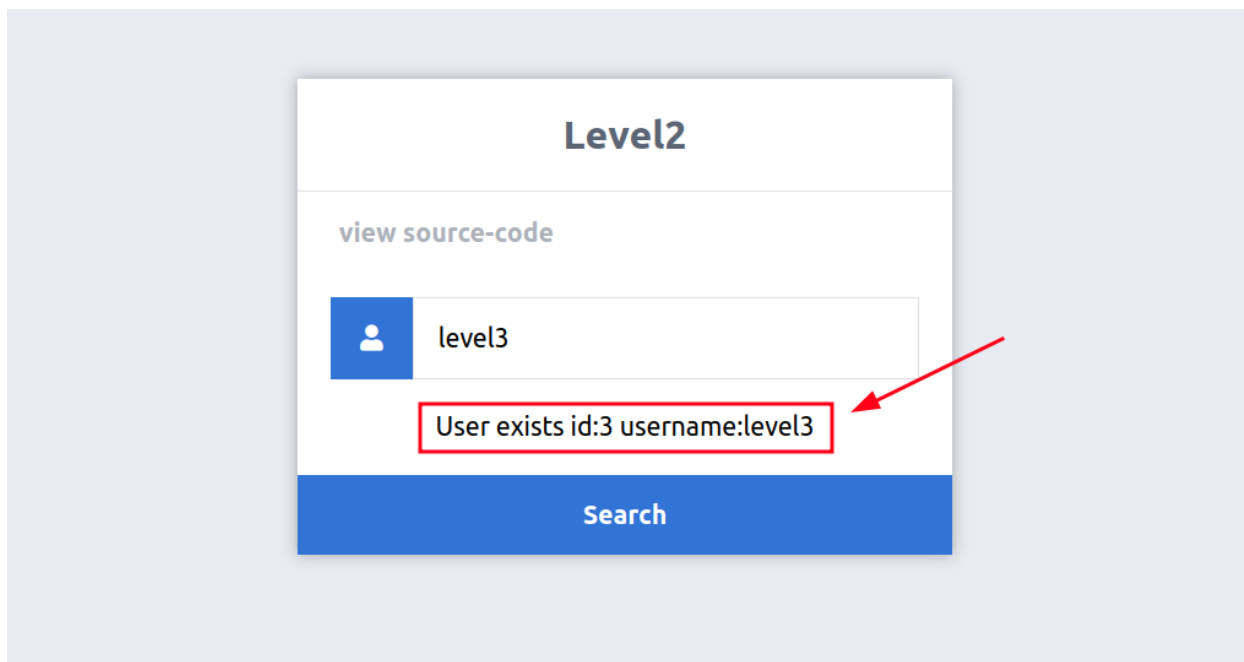 Level2
view source-code
level3
User exists id:3 username:level3
Search